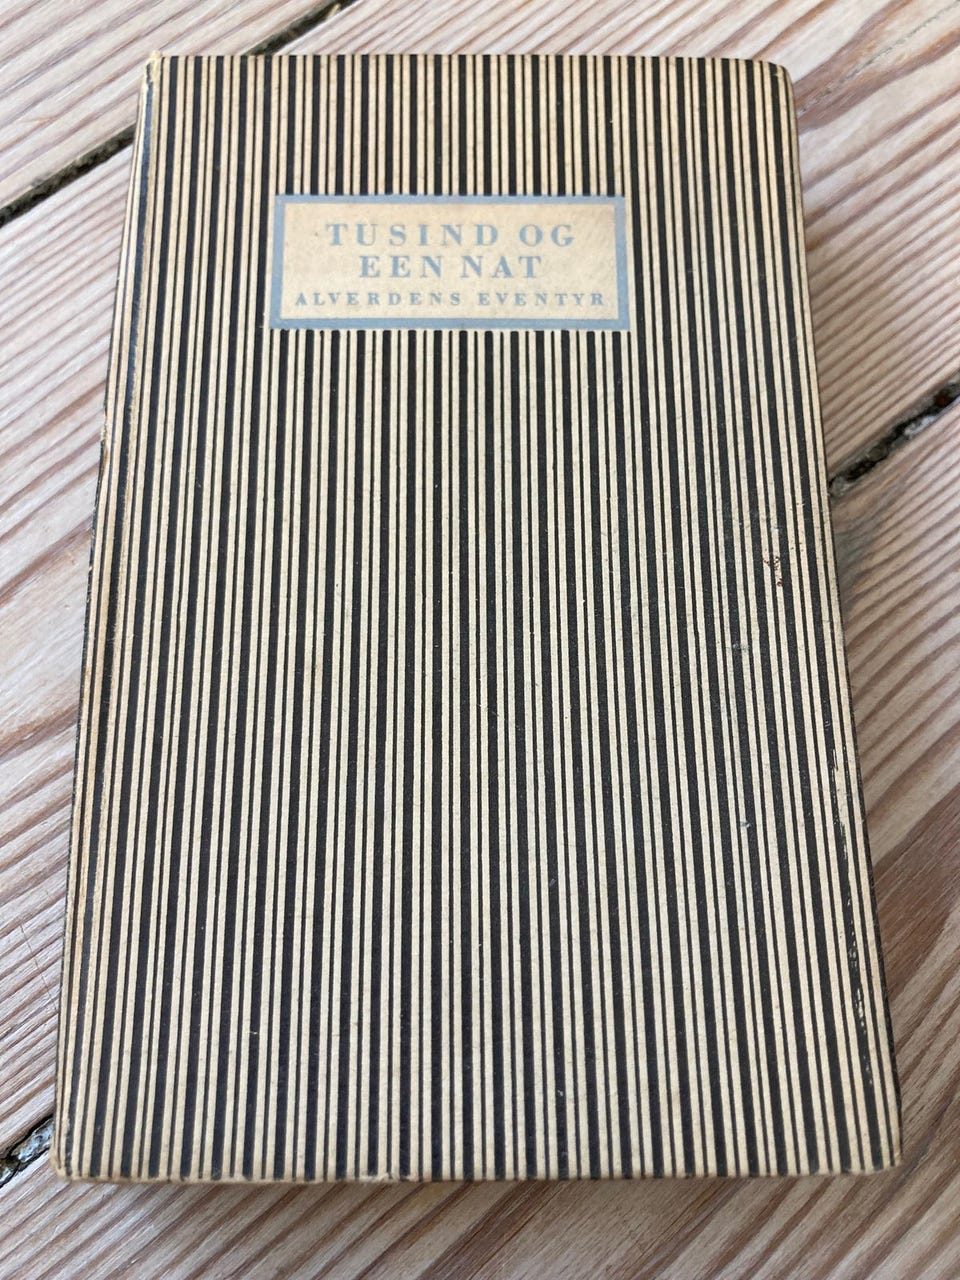 TUSIND OG
EEN NAT
ALVERDENS EVENTYR